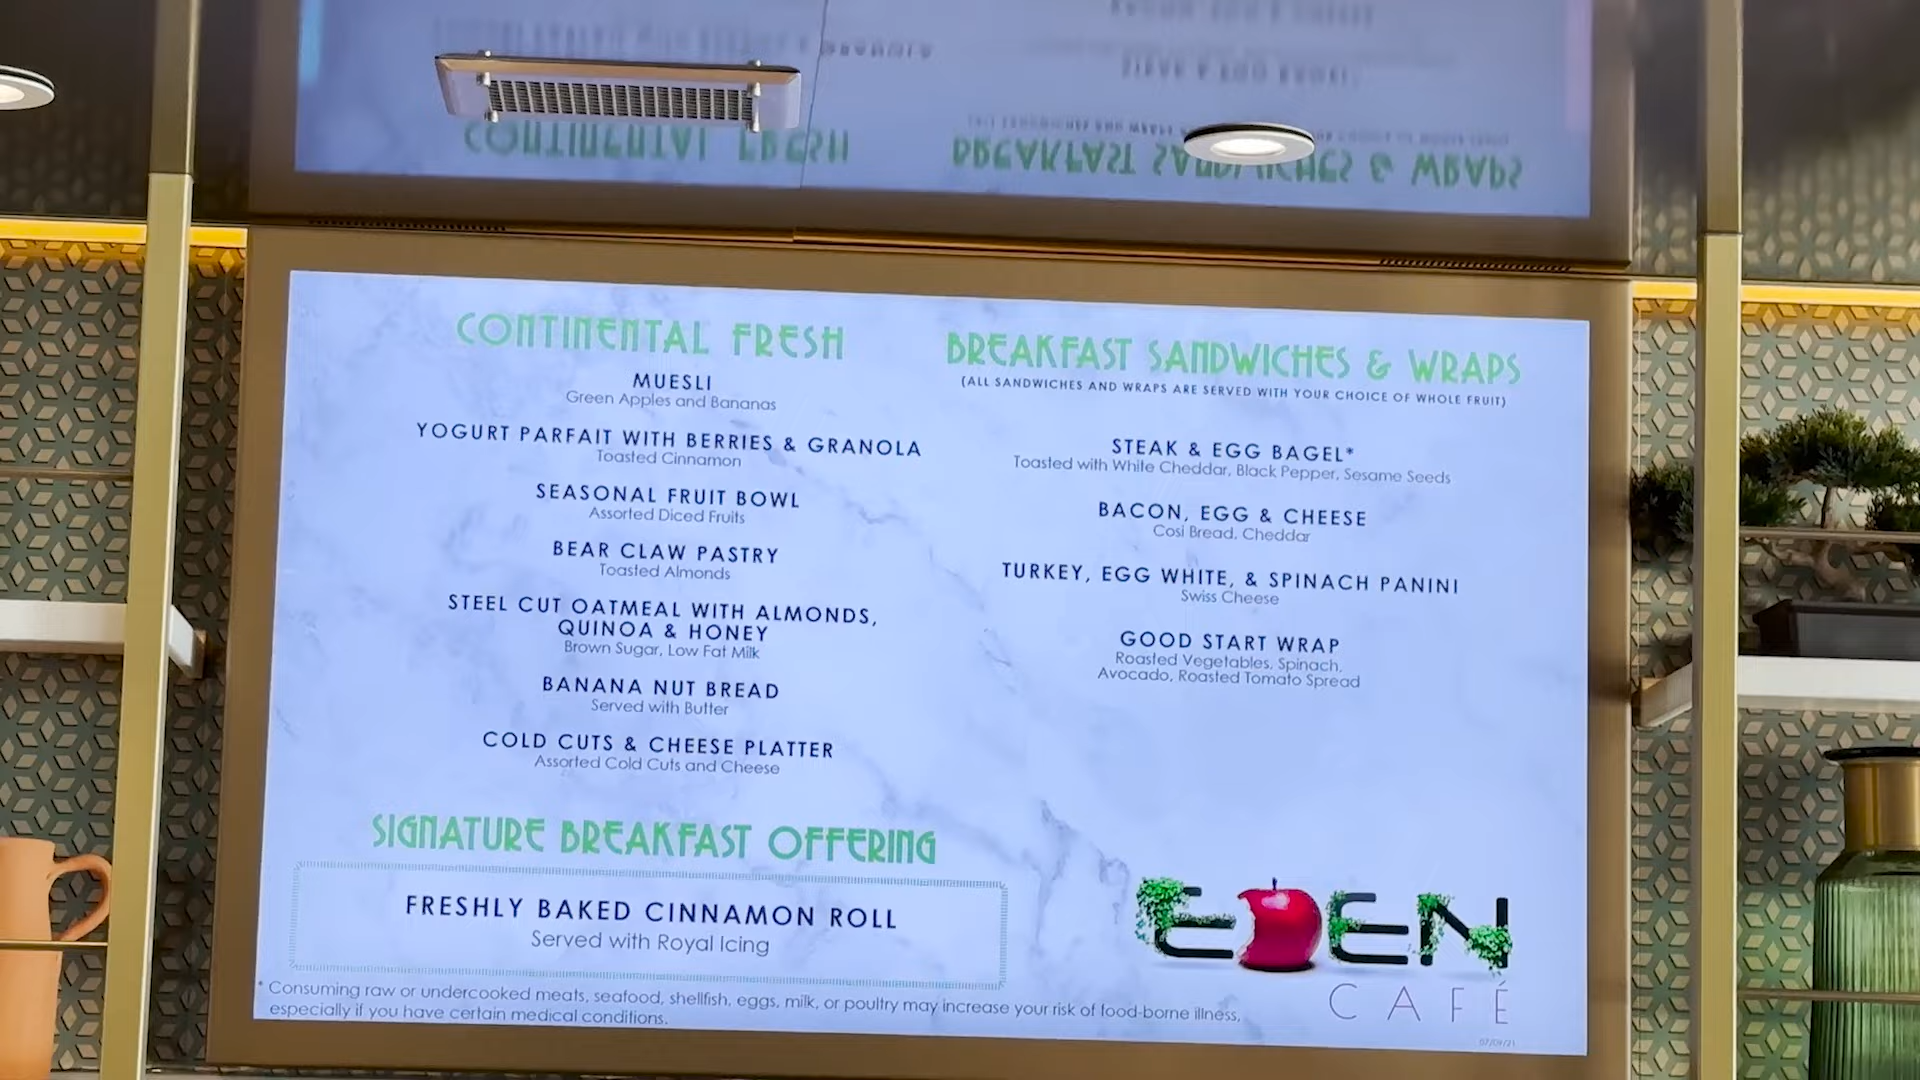 CONTINENTAL FRESH
MUESLI
Green Apples and Bananas
YOGURT PARFAIT WITH BERRIES & GRANOLA
Toasted Cinnamon
SEASONAL FRUIT BOWL
Assorted Diced Fruits
BEAR CLAW PASTRY
Toasted Almonds
STEEL CUT OATMEAL WITH ALMONDS,
QUINOA & HONEY
Brown Sugar, Low Fat Milk
BANANA NUT BREAD
Served with Butter
COLD CUTS & CHEESE PLATTER
Assorted Cold Cuts and Cheese
SIGNATURE BREAKFAST OFFERING
FRESHLY BAKED CINNAMON ROLL
Served with Royal Icing
BREAKFAST SANDWICHES & WRAPS
(ALL SANDWICHES AND WRAPS ARE SERVED WITH YOUR CHOICE OF WHOLE FRUIT)
STEAK & EGG BAGEL*
Toasted with White Cheddar, Black Pepper, Sesame Seeds
BACON, EGG & CHEESE
Cosi Bread, Cheddar
TURKEY, EGG WHITE, & SPINACH PANINI
Swiss Cheese
GOOD START WRAP
Roasted Vegetables, Spinach,
Avocado, Roasted Tomato Spread
EDEN
CAFÉ
* Consuming raw or undercooked meats, seafood, shellfish, eggs, milk, or poultry may increase your risk of food-borne illness,
especially if you have certain medical conditions.